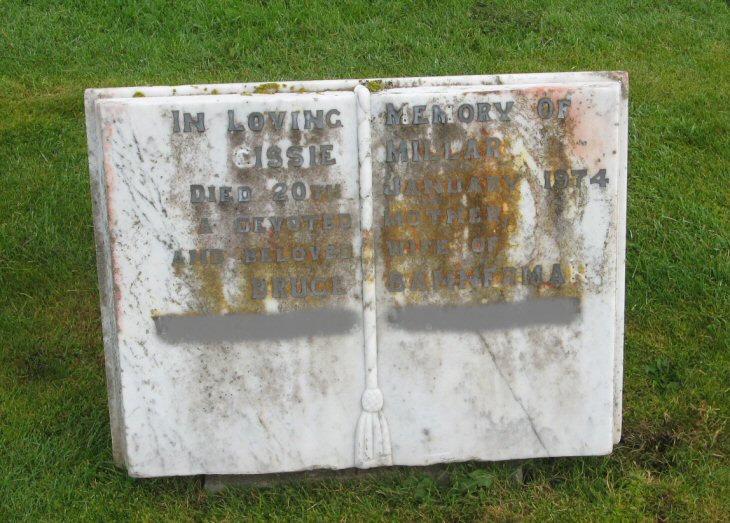 IN LOVING MEMORY OF
CISSIE MILLAR
DIED 20TH JANUARY 1974
A DEVOTED MOTHER,
AND BELOVED WIFE OF
BRUCE